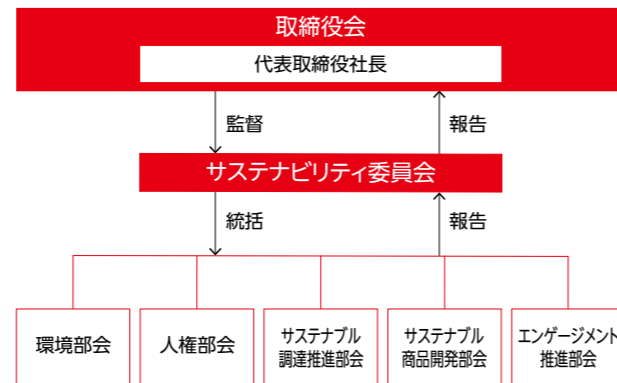 取締役会
代表取締役社長
監督
報告
サステナビリティ委員会
統括
報告
環境部会
人権部会
サステナブル
調達推進部会
サステナブル
商品開発部会
エンゲージメント
推進部会